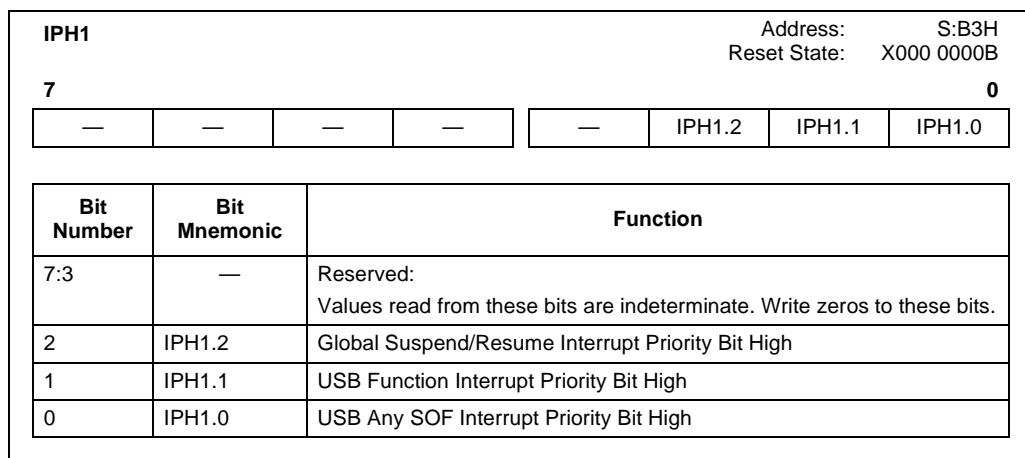 IPH1 Address: S:B3H
Reset State: X000 0000B
7 0
— — — — — IPH1.2 IPH1.1 IPH1.0
Bit Number Bit Mnemonic Function
7:3 — Reserved:
Values read from these bits are indeterminate. Write zeros to these bits.
2 IPH1.2 Global Suspend/Resume Interrupt Priority Bit High
1 IPH1.1 USB Function Interrupt Priority Bit High
0 IPH1.0 USB Any SOF Interrupt Priority Bit High